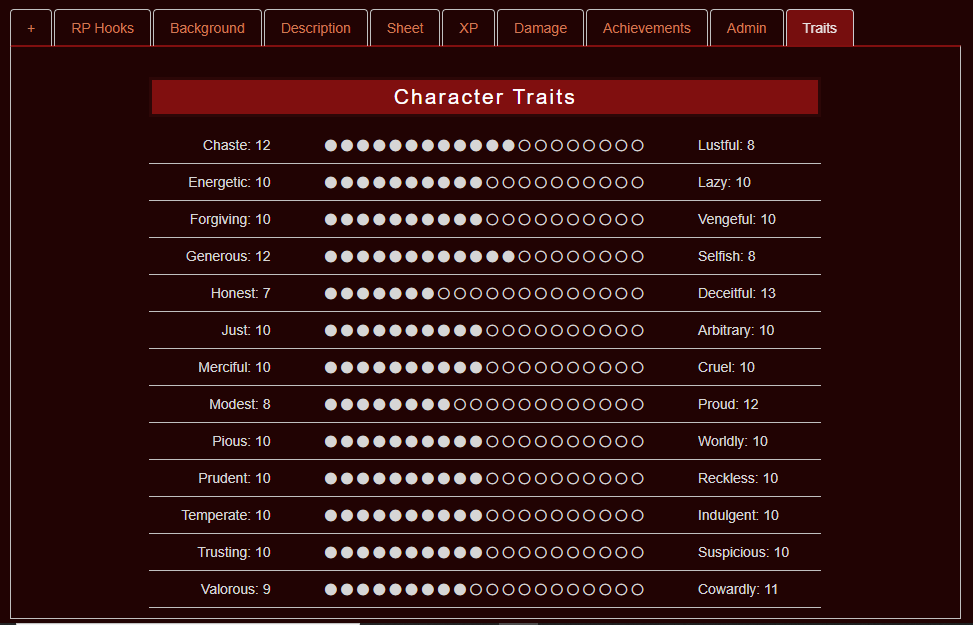 + RP Hooks Background Description Sheet XP Damage Achievements Admin Traits
Character Traits
Chaste: 12 Lustful: 8
Energetic: 10 Lazy: 10
Forgiving: 10 Vengeful: 10
Generous: 12 Selfish: 8
Honest: 7 Deceitful: 13
Just: 10 Arbitrary: 10
Merciful: 10 Cruel: 10
Modest: 8 Proud: 12
Pious: 10 Worldly: 10
Prudent: 10 Reckless: 10
Temperate: 10 Indulgent: 10
Trusting: 10 Suspicious: 10
Valorous: 9 Cowardly: 11